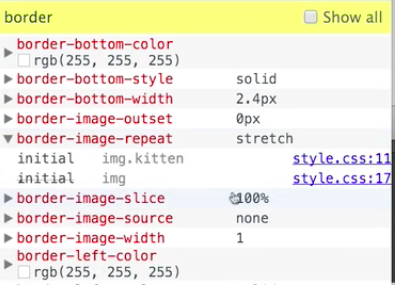 border Show all
border-bottom-color
rgb(255, 255, 255)
border-bottom-style solid
border-bottom-width 2.4px
border-image-outset 0px
border-image-repeat stretch
initial img.kitten style.css:11
initial img style.css:17
border-image-slice 100%
border-image-source none
border-image-width 1
border-left-color
rgb(255, 255, 255)